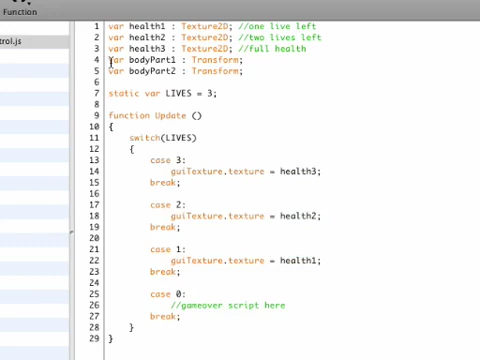 Function
trol.js
1 var health1 : Texture2D; //one live left
2 var health2 : Texture2D; //two lives left
3 var health3 : Texture2D; //full health
4 var bodyPart1 : Transform;
5 var bodyPart2 : Transform;
6
7 static var LIVES = 3;
8
9 function Update ()
10 {
11 switch(LIVES)
12 {
13 case 3:
14 guiTexture.texture = health3;
15 break;
16
17 case 2:
18 guiTexture.texture = health2;
19 break;
20
21 case 1:
22 guiTexture.texture = health1;
23 break;
24
25 case 0:
26 //gameover script here
27 break;
28 }
29 }